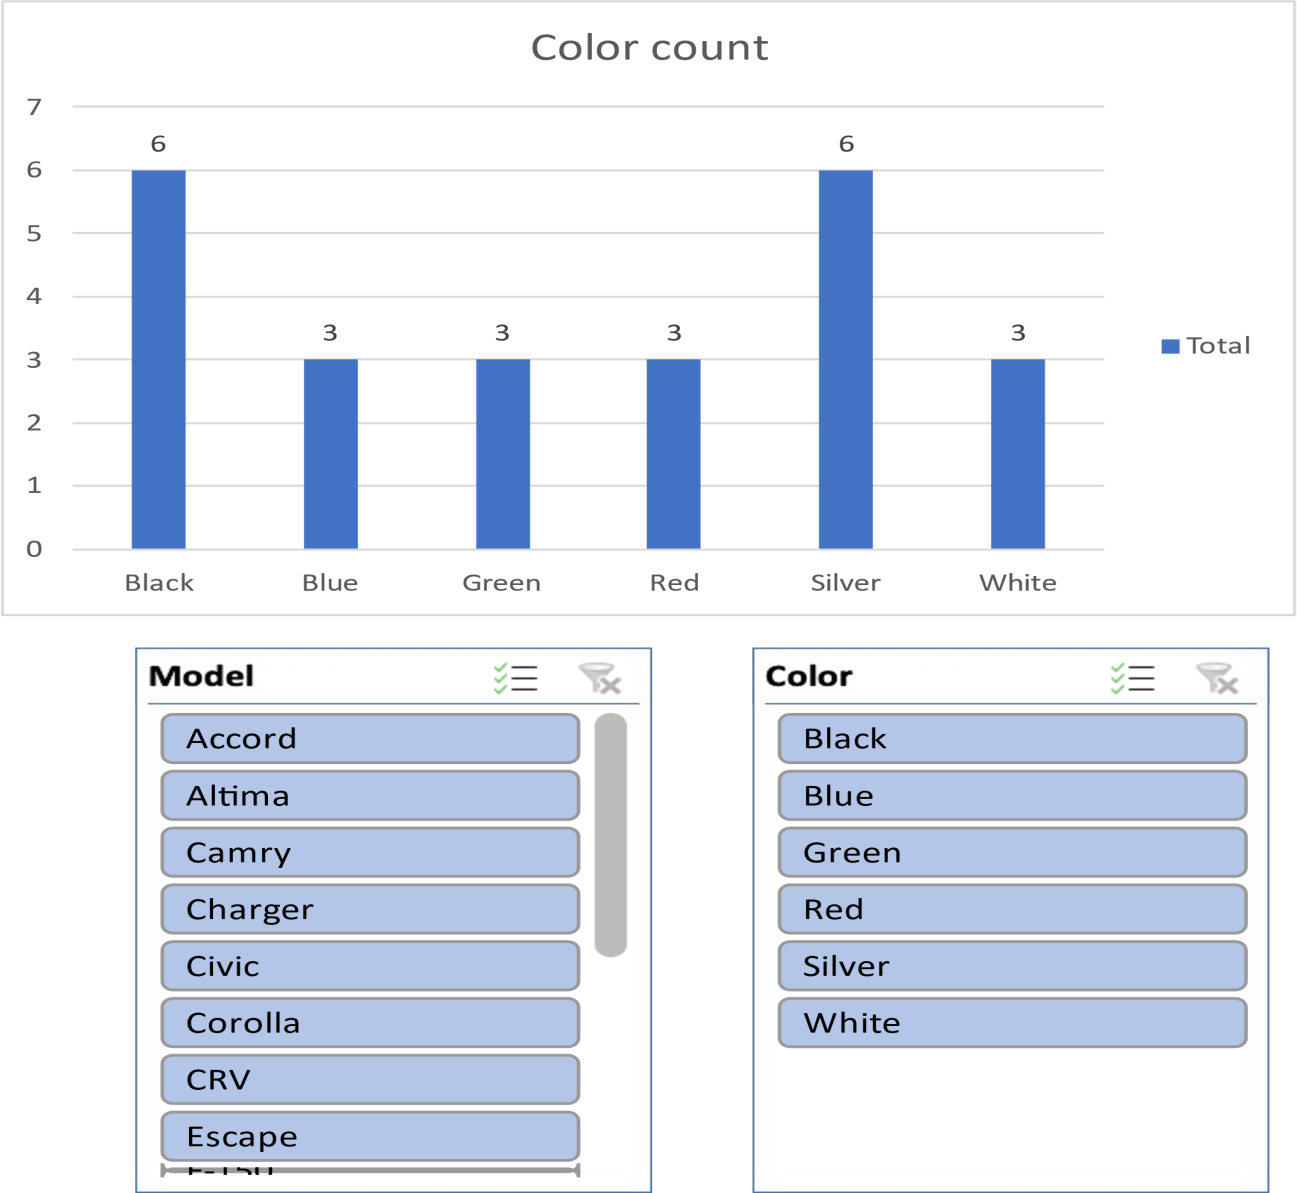 Color count
7
6
5
4
3
2
1
0
6 3 3 3 6 3
Black Blue Green Red Silver White
Total
Model
Accord
Altima
Camry
Charger
Civic
Corolla
CRV
Escape
Color
Black
Blue
Green
Red
Silver
White